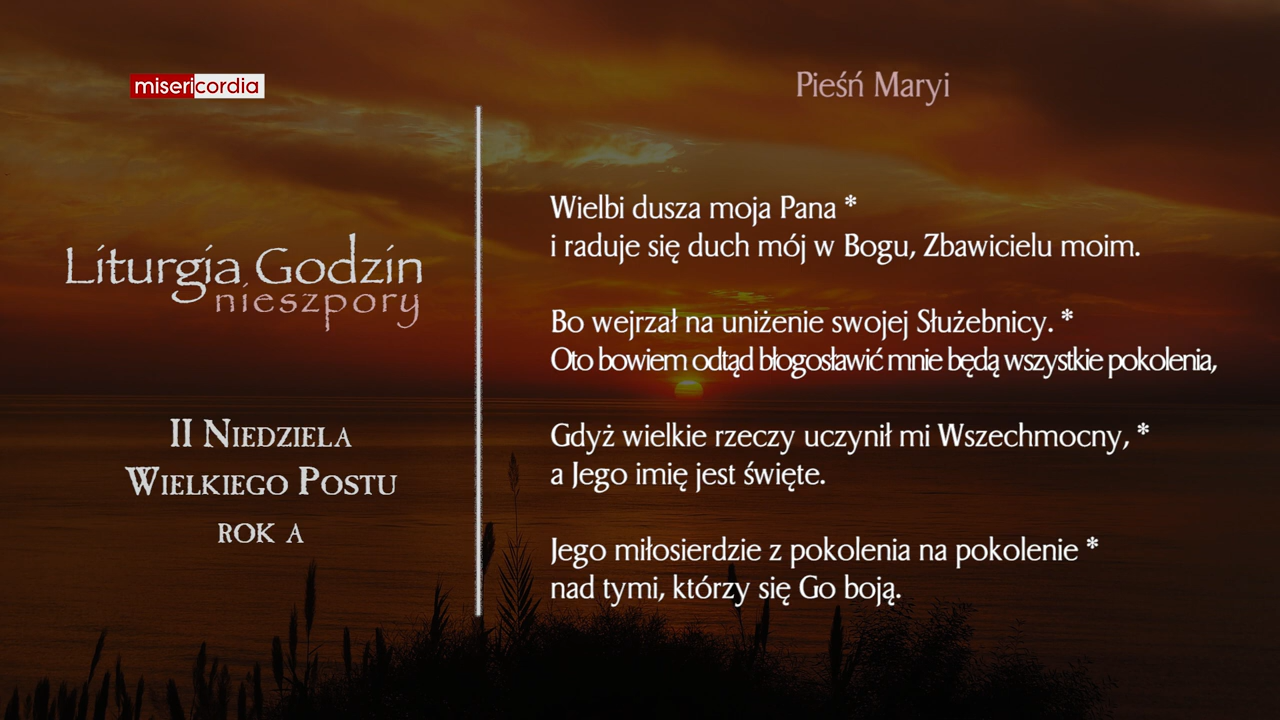 misericordia
Liturgia Godzin
nieszpory
II Niedziela
Wielkiego Postu
rok a
Pieśń Maryi
Wielbi dusza moja Pana *
i raduje się duch mój w Bogu, Zbawicielu moim.
Bo wejrzał na uniżenie swojej Służebnicy. *
Oto bowiem odtąd błogosławić mnie będą wszystkie pokolenia,
Gdyż wielkie rzeczy uczynił mi Wszechmocny, *
a Jego imię jest święte.
Jego miłosierdzie z pokolenia na pokolenie *
nad tymi, którzy się Go boją.